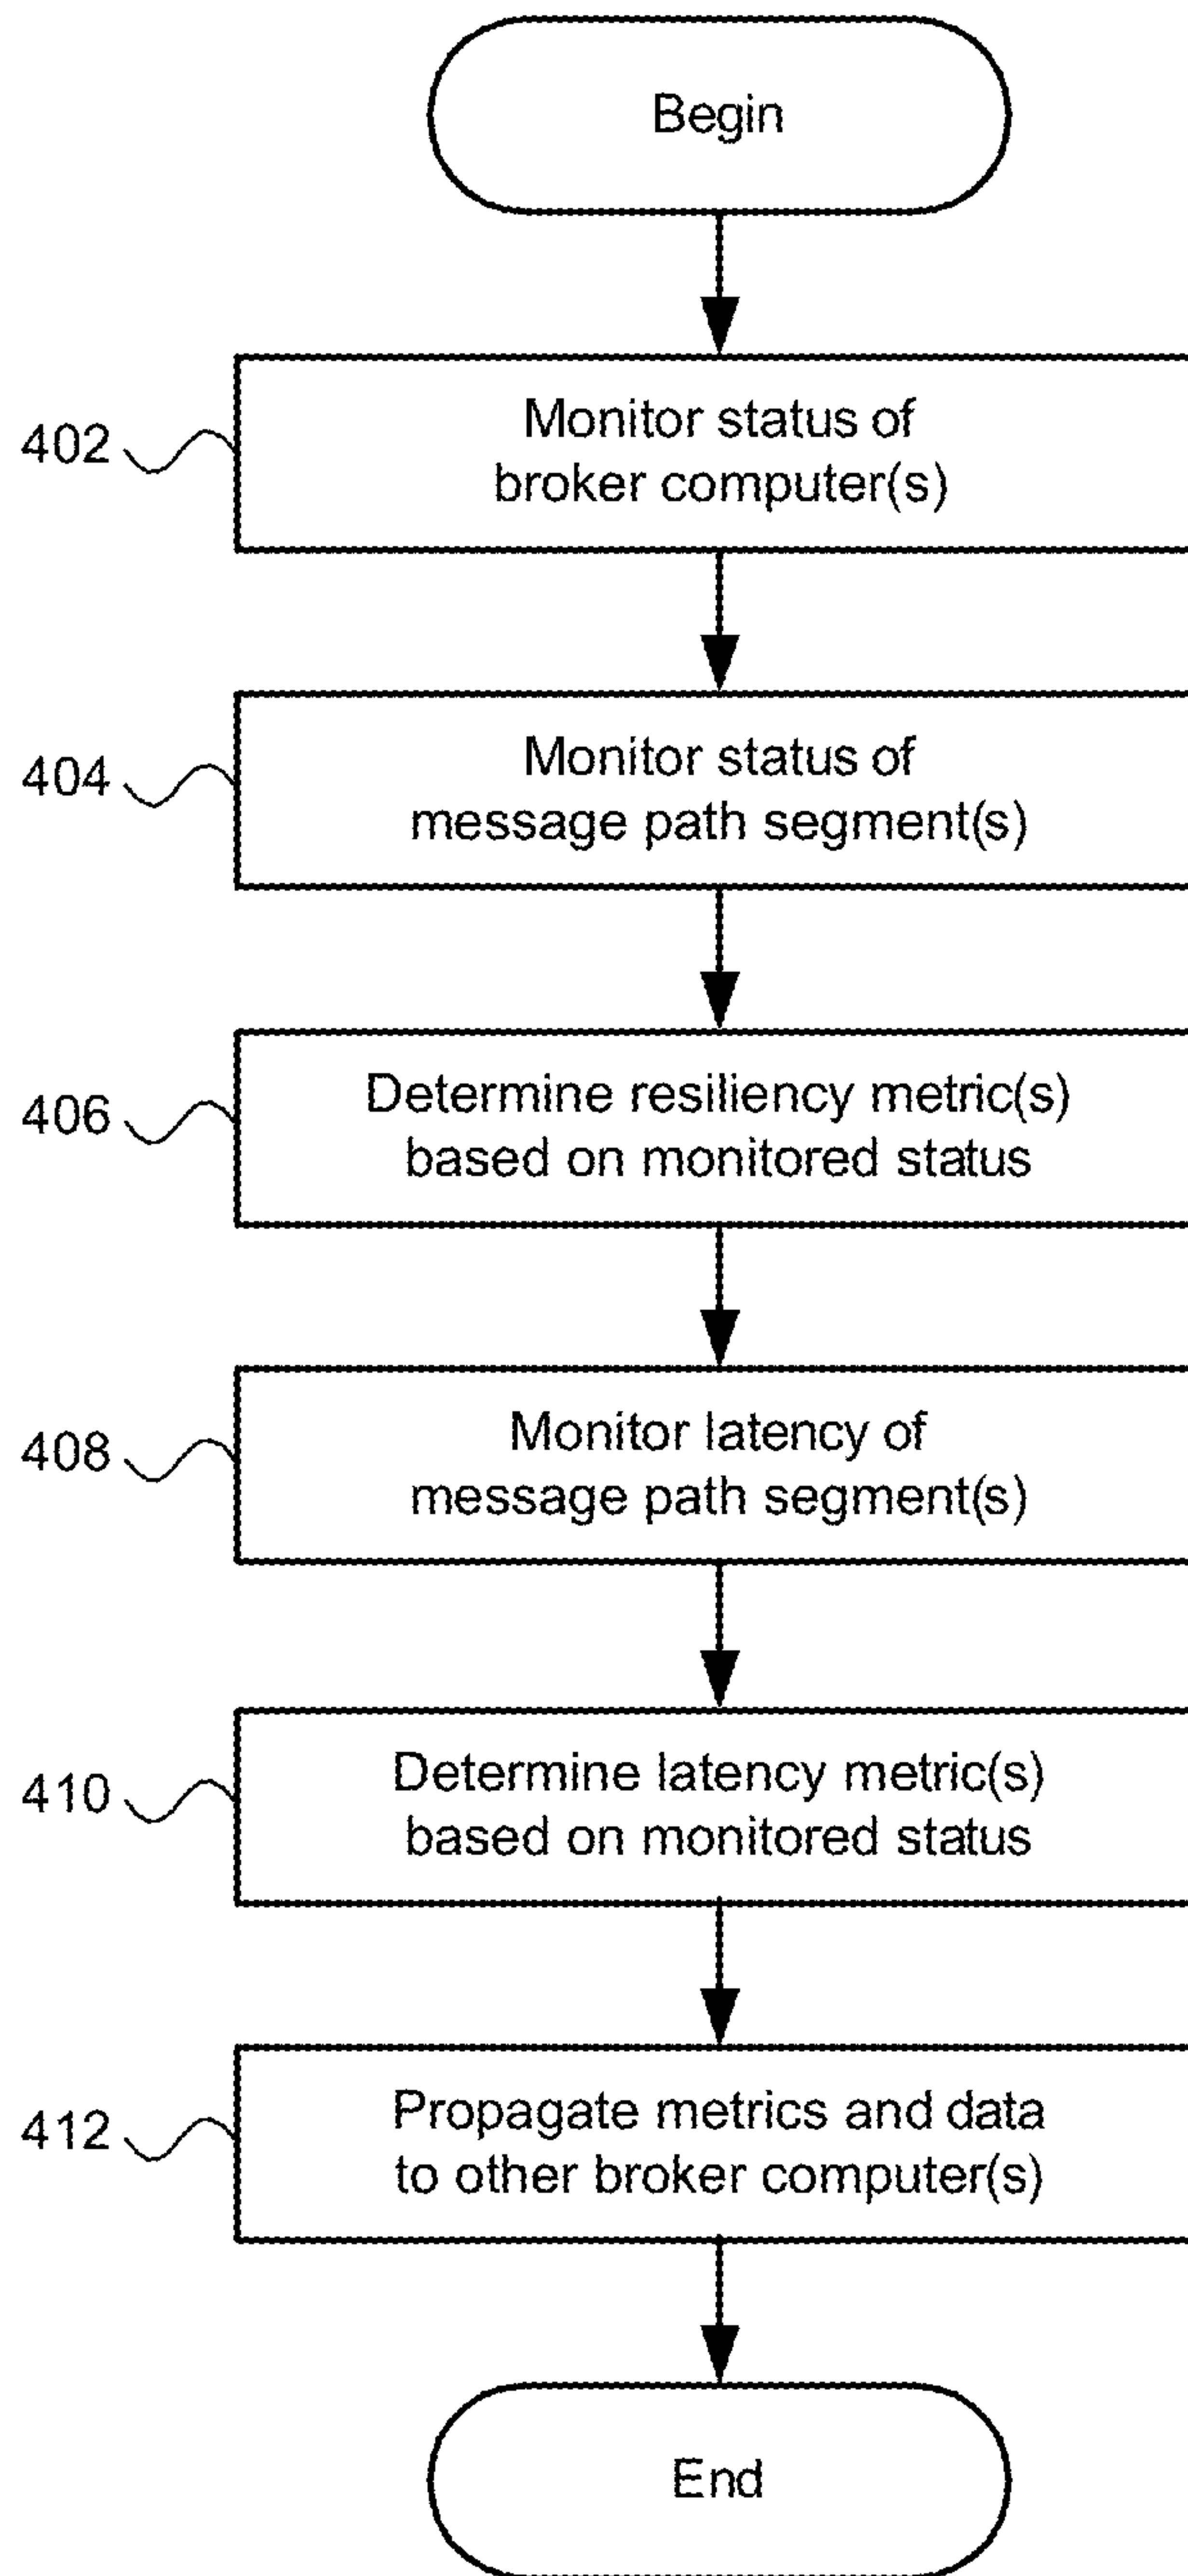 Begin
402
Monitor status of
broker computer(s)
404
Monitor status of
message path segment(s)
406
Determine resiliency metric(s)
based on monitored status
408
Monitor latency of
message path segment(s)
410
Determine latency metric(s)
based on monitored status
412
Propagate metrics and data
to other broker computer(s)
End